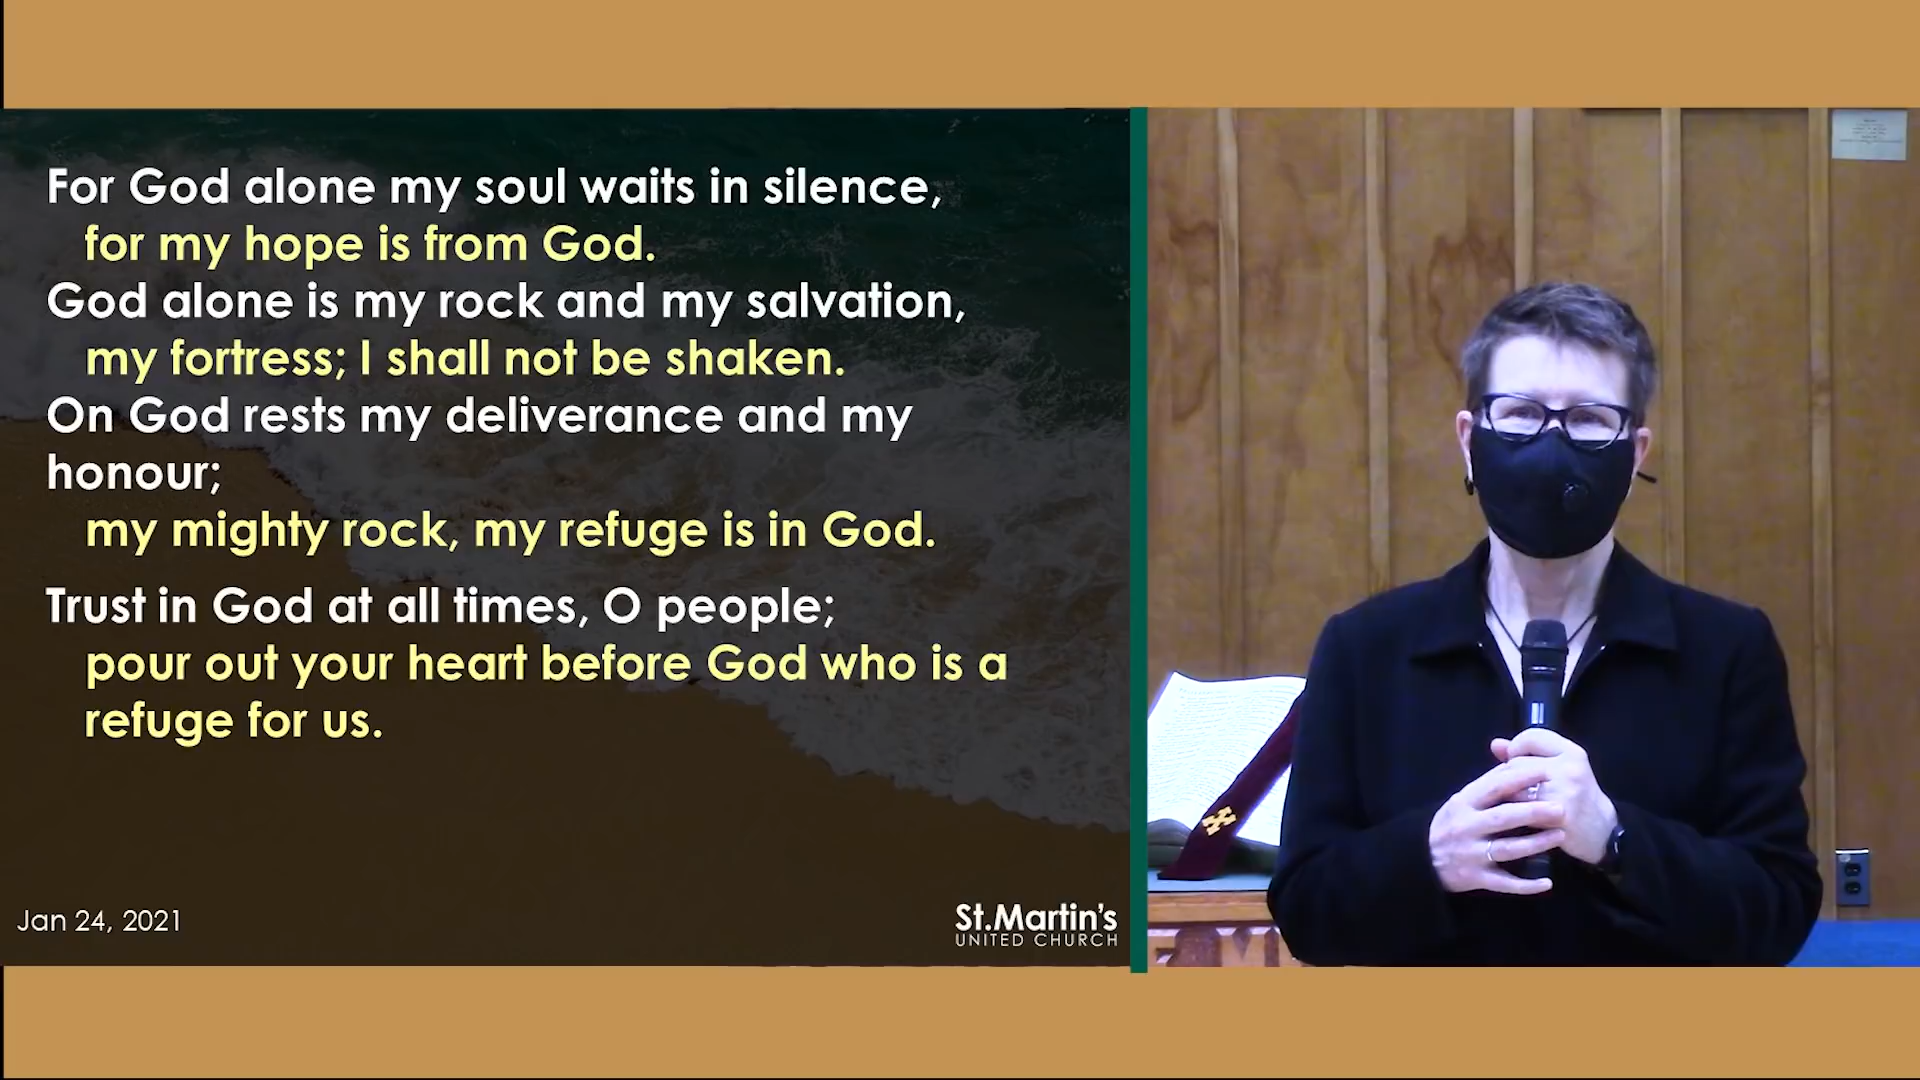 For God alone my soul waits in silence,
for my hope is from God.
God alone is my rock and my salvation,
my fortress; I shall not be shaken.
On God rests my deliverance and my
honour;
my mighty rock, my refuge is in God.
Trust in God at all times, O people;
pour out your heart before God who is a
refuge for us.
Jan 24, 2021
St.Martin's
UNITED CHURCH